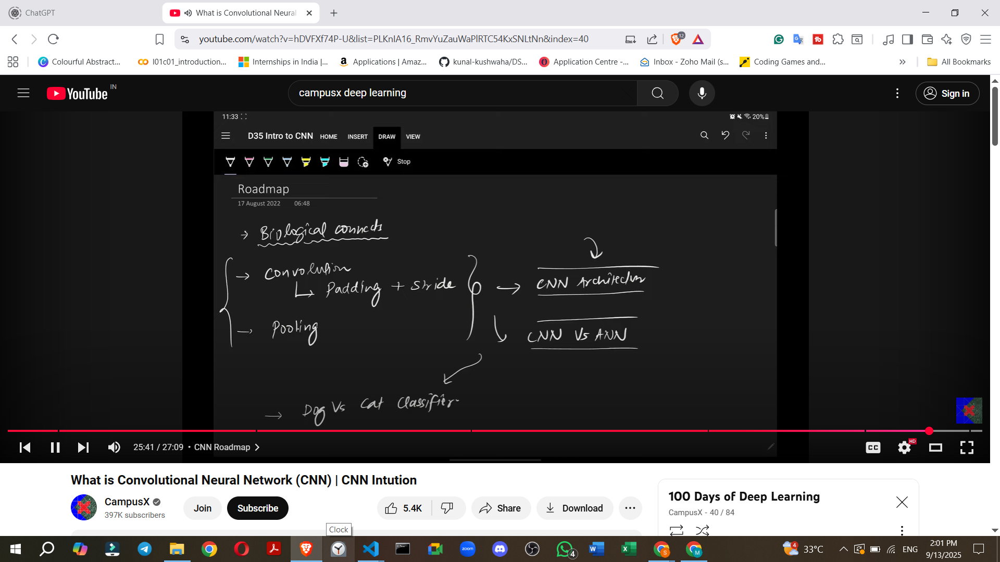 ChatGPT
What is Convolutional Neural
youtube.com/watch?v=hDVFXf74P-U&list=PLKnIA16_RmvYuZauWaPlRTC54KxSNLtNn&index=40
12
Colourful Abstract...
l01c01_introduction...
Internships in India |...
Applications | Amaz...
kunal-kushwaha/DS...
Application Centre -...
Inbox - Zoho Mail (s...
Coding Games and...
All Bookmarks
YouTube IN
campusx deep learning
Sign in
11:33
20%
D35 Intro to CNN HOME INSERT DRAW VIEW
Stop
Roadmap
17 August 2022 06:48
Biological connects
Convolution
Padding + Stride
CNN Architectur
Pooling
CNN Vs ANN
Dog Vs Cat Classifier
25:41 / 27:09 • CNN Roadmap
CC HD
What is Convolutional Neural Network (CNN) | CNN Intution
CampusX
397K subscribers
Join
Subscribe
5.4K
Share
Download
100 Days of Deep Learning
CampusX - 40 / 84
Clock
zoom
4
S
M
4
33°C
ENG
2:01 PM
9/13/2025